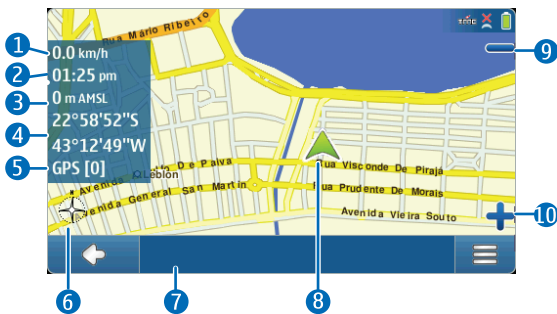 Rua Mário Ribeiro
1 0.0 km/h
2 01:25 pm
3 0 m AMSL
4 22°58'52"S
43°12'49"W
5 GPS [0]
9
Leblon
De Paiva
Rua Visconde De Pirajá
Avenida General San Martin
Rua Prudente De Morais
Avenida Vieira Souto
10
6
7
8